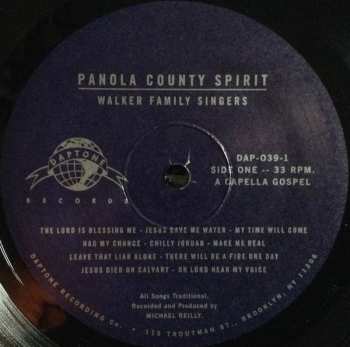 PANOLA COUNTY SPIRIT
WALKER FAMILY SINGERS
DAPTONE
RECORDS
DAP-039-1
SIDE ONE -- 33 RPM.
A CAPELLA GOSPEL
THE LORD IS BLESSING ME - JESUS GAVE ME WATER - MY TIME WILL COME
HAD MY CHANCE - CHILLY JORDAN - MAKE ME REAL
LEAVE THAT LIAR ALONE - THERE WILL BE A FIRE ONE DAY
JESUS DIED ON CALVARY - OH LORD HEAR MY VOICE
All Songs Traditional.
Recorded and Produced by
MICHAEL REILLY.
DAPTONE RECORDING Co. · 115 TROUTMAN ST., BROOKLYN, NY 11206